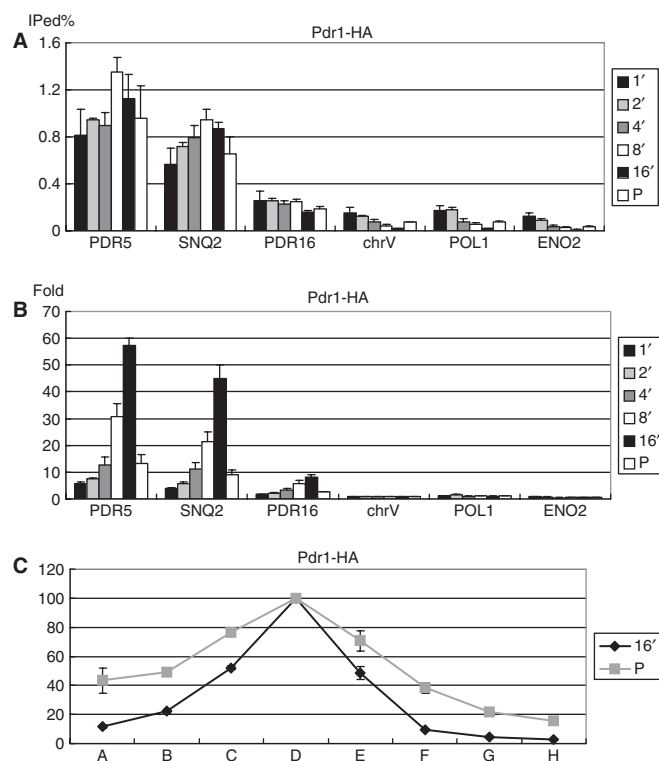 IPed%
A
Pdr1-HA
1.6
1.2
0.8
0.4
0
PDR5 SNQ2 PDR16 chrV POL1 ENO2
1′
2′
4′
8′
16′
P
Fold
B
Pdr1-HA
70
60
50
40
30
20
10
0
PDR5 SNQ2 PDR16 chrV POL1 ENO2
1′
2′
4′
8′
16′
P
C
Pdr1-HA
120
100
80
60
40
20
0
A B C D E F G H
16′
P